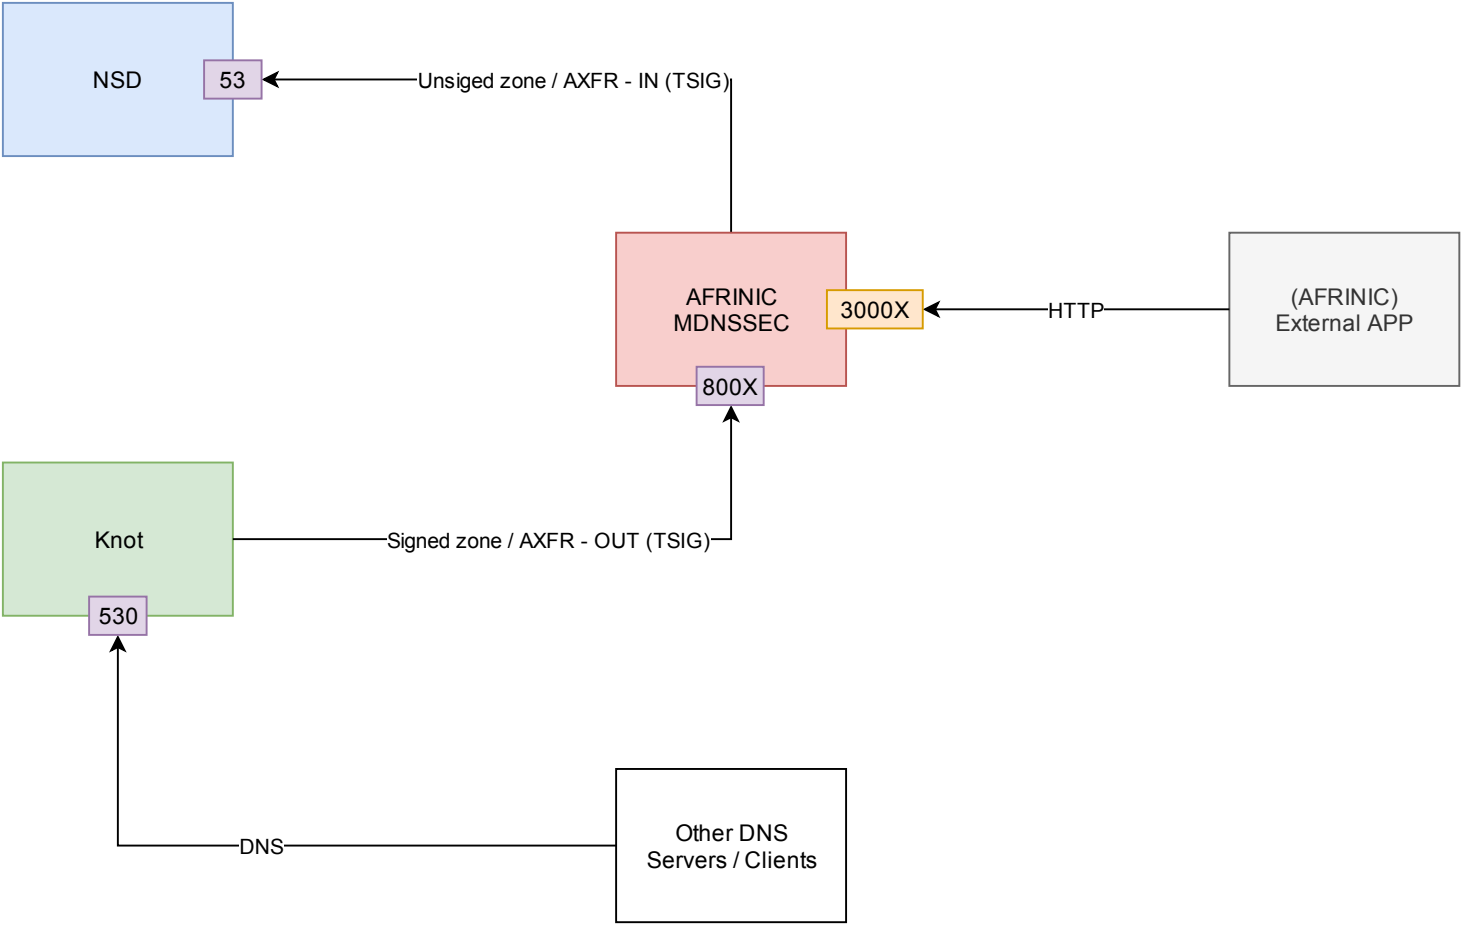 NSD
53
Unsiged zone / AXFR - IN (TSIG)
AFRINIC
MDNSSEC
3000X
HTTP
(AFRINIC)
External APP
800X
Knot
Signed zone / AXFR - OUT (TSIG)
530
DNS
Other DNS
Servers / Clients